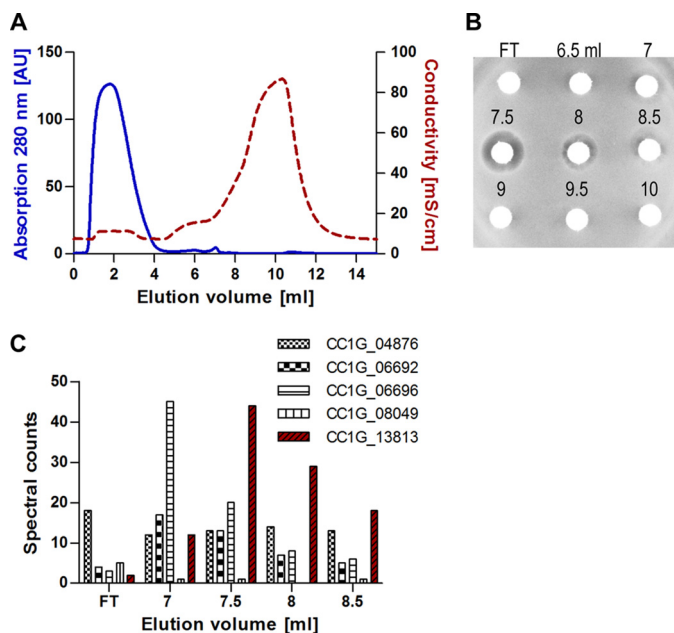 A
Absorption 280 nm [AU]
150
100
50
0
100
80
60
40
20
0
Conductivity [mS/cm]
0 2 4 6 8 10 12 14
Elution volume [ml]
B
FT 6.5 ml 7
7.5 8 8.5
9 9.5 10
C
CC1G_04876
CC1G_06692
CC1G_06696
CC1G_08049
CC1G_13813
Spectral counts
50
40
30
20
10
0
FT 7 7.5 8 8.5
Elution volume [ml]